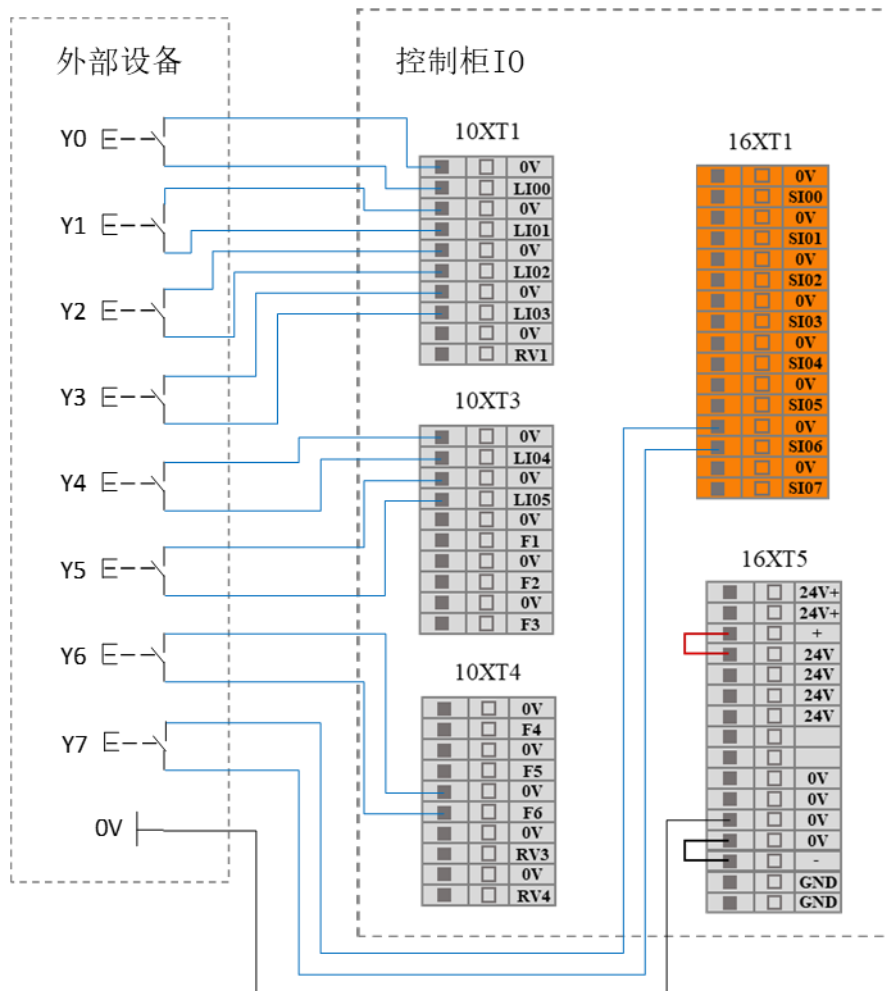 外部设备
Y0
Y1
Y2
Y3
Y4
Y5
Y6
Y7
0V
控制柜IO
10XT1
0V
LI00
0V
LI01
0V
LI02
0V
LI03
0V
RV1
10XT3
0V
LI04
0V
LI05
0V
F1
0V
F2
0V
F3
10XT4
0V
F4
0V
F5
0V
F6
0V
RV3
0V
RV4
16XT1
0V
SI00
0V
SI01
0V
SI02
0V
SI03
0V
SI04
0V
SI05
0V
SI06
0V
SI07
16XT5
24V+
24V+
+
24V
24V
24V
24V
0V
0V
0V
0V
-
GND
GND